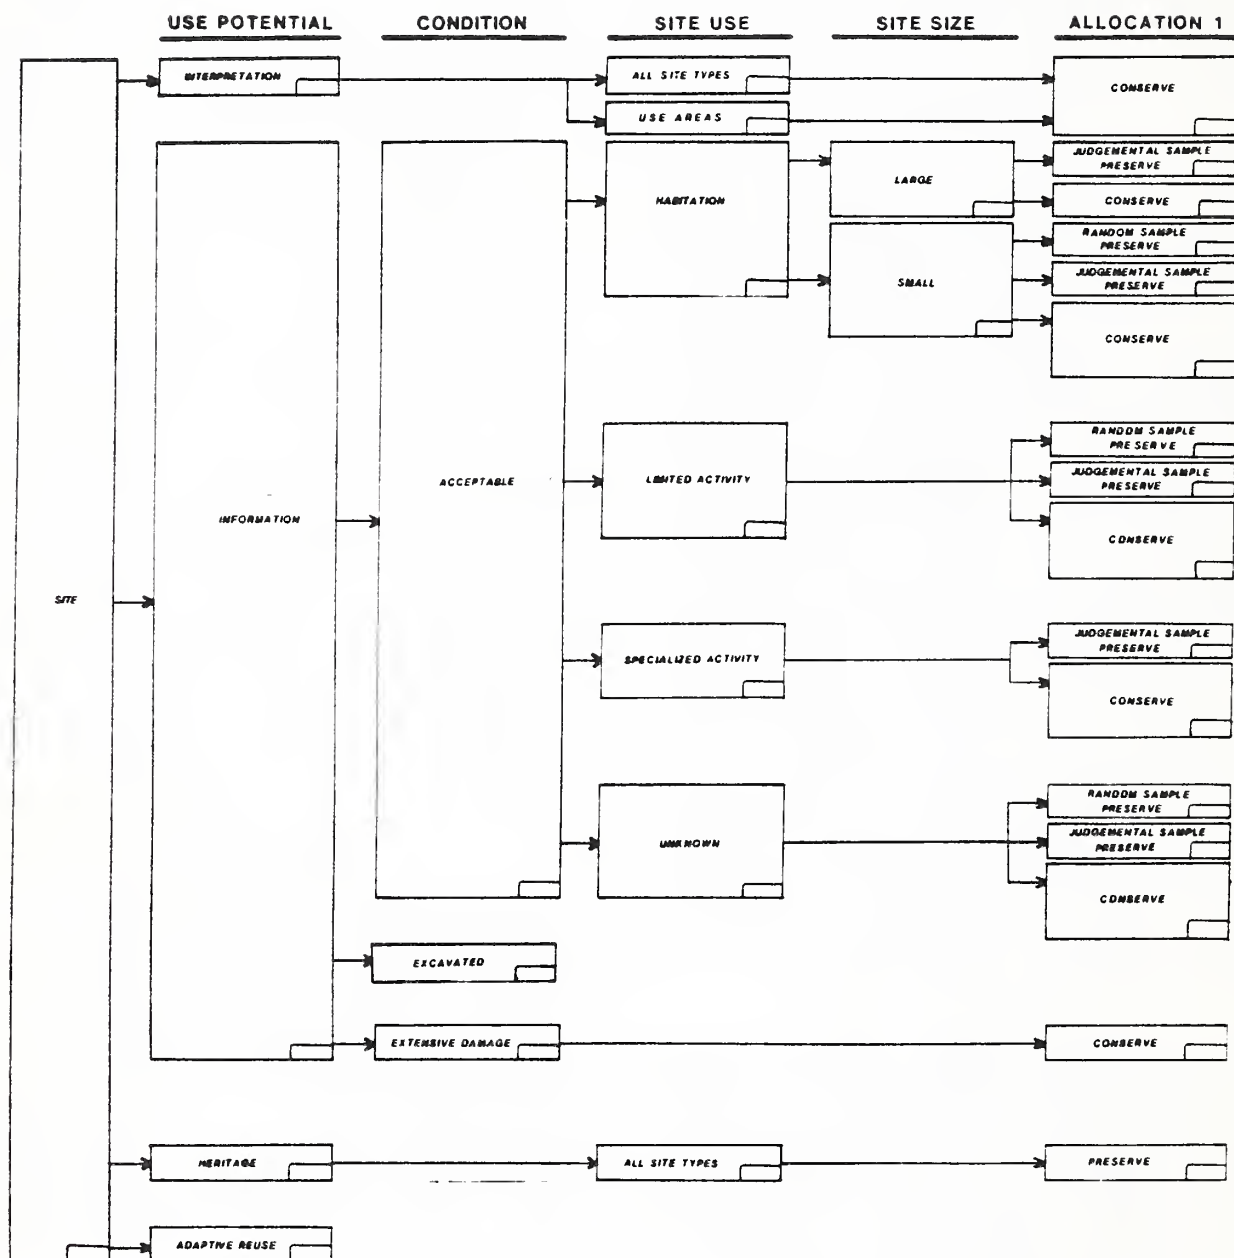 USE POTENTIAL CONDITION SITE USE SITE SIZE ALLOCATION 1
INTERPRETATION
ALL SITE TYPES
CONSERVE
USE AREAS
HABITATION
LARGE
JUDGEMENTAL SAMPLE
PRESERVE
CONSERVE
SMALL
RANDOM SAMPLE
PRESERVE
JUDGEMENTAL SAMPLE
PRESERVE
CONSERVE
SITE
INFORMATION
ACCEPTABLE
LIMITED ACTIVITY
RANDOM SAMPLE
PRESERVE
JUDGEMENTAL SAMPLE
PRESERVE
CONSERVE
SPECIALIZED ACTIVITY
JUDGEMENTAL SAMPLE
PRESERVE
CONSERVE
UNKNOWN
RANDOM SAMPLE
PRESERVE
JUDGEMENTAL SAMPLE
PRESERVE
CONSERVE
EXCAVATED
EXTENSIVE DAMAGE
CONSERVE
HERITAGE
ALL SITE TYPES
PRESERVE
ADAPTIVE REUSE